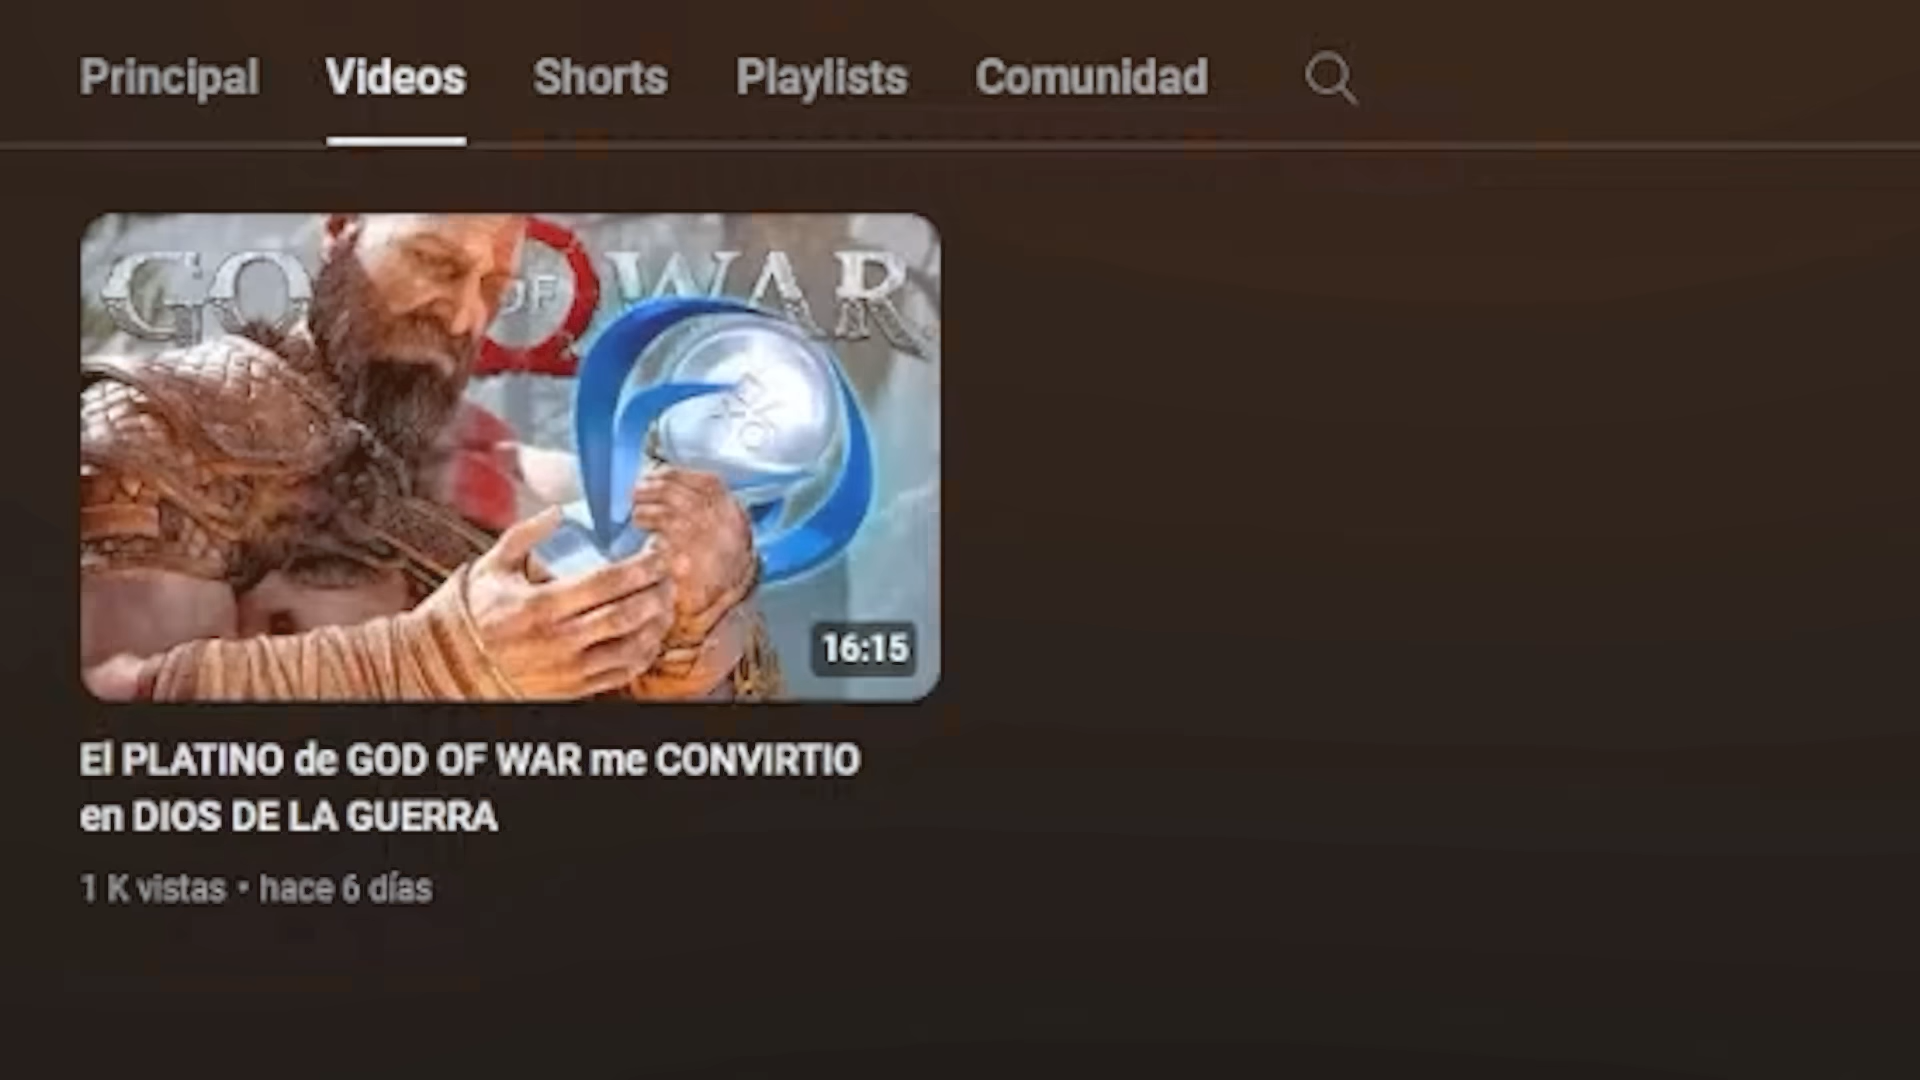 Principal Videos Shorts Playlists Comunidad
GOD OF WAR
16:15
El PLATINO de GOD OF WAR me CONVIRTIO
en DIOS DE LA GUERRA
1 K vistas • hace 6 días